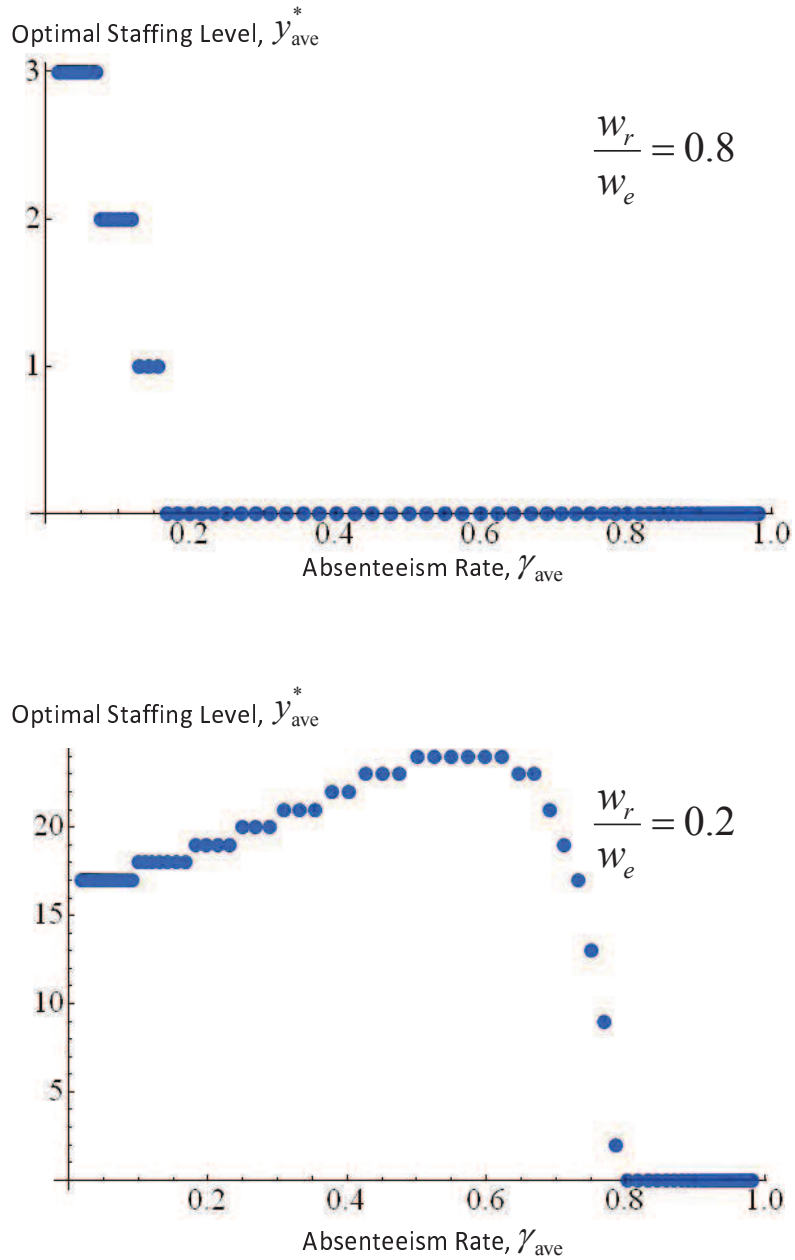 Optimal Staffing Level, y*ave
3
wr/we = 0.8
2
1
0.2 0.4 0.6 0.8 1.0
Absenteeism Rate, γave
Optimal Staffing Level, y*ave
wr/we = 0.2
20
15
10
5
0.2 0.4 0.6 0.8 1.0
Absenteeism Rate, γave